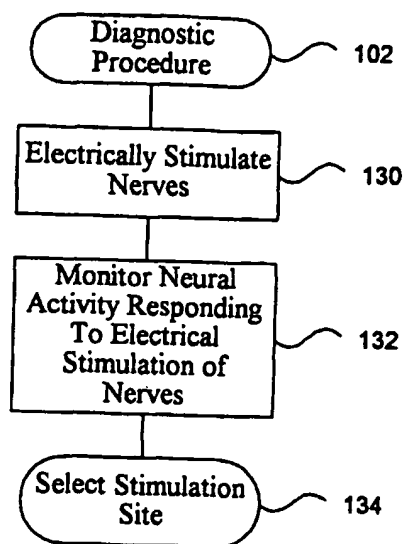 Diagnostic
Procedure
102
Electrically Stimulate
Nerves
130
Monitor Neural
Activity Responding
To Electrical
Stimulation of
Nerves
132
Select Stimulation
Site
134